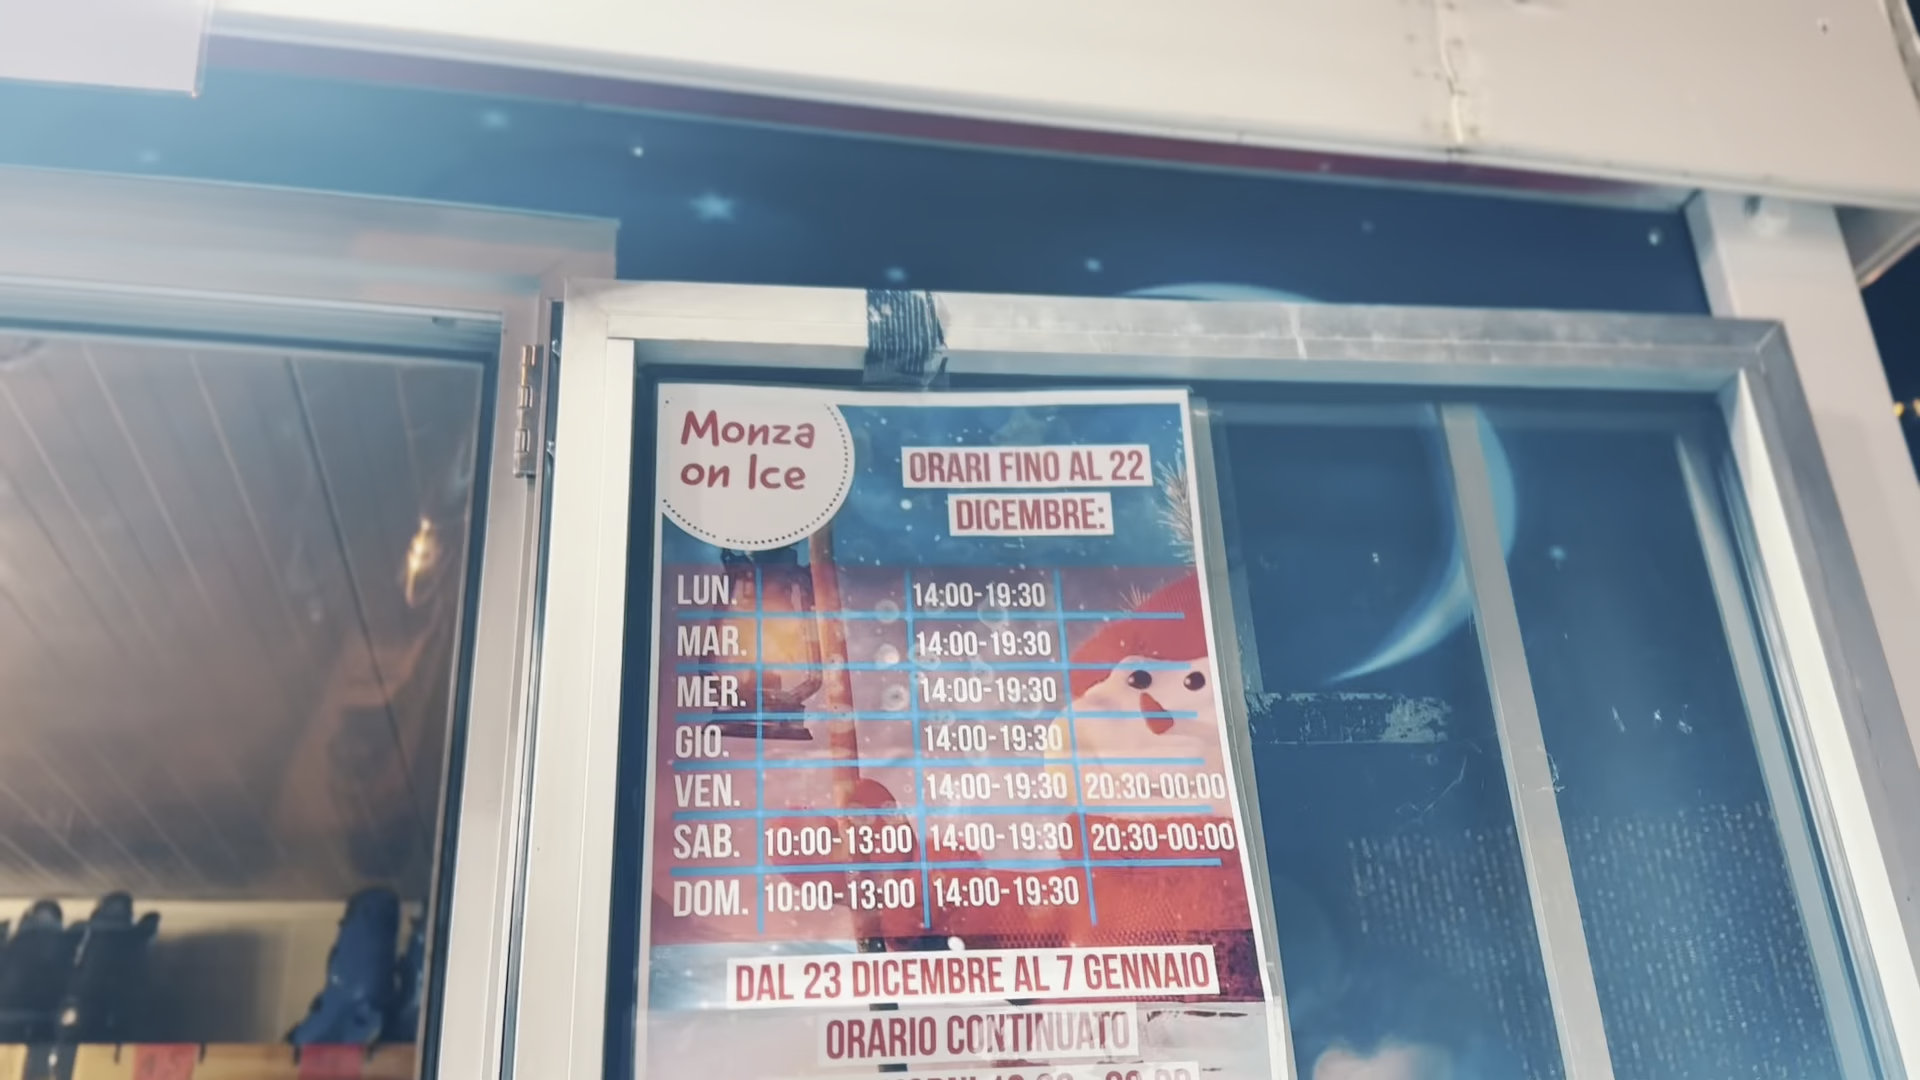 Monza
on Ice
ORARI FINO AL 22
DICEMBRE:
LUN. 14:00-19:30
MAR. 14:00-19:30
MER. 14:00-19:30
GIO. 14:00-19:30
VEN. 14:00-19:30 20:30-00:00
SAB. 10:00-13:00 14:00-19:30 20:30-00:00
DOM. 10:00-13:00 14:00-19:30
DAL 23 DICEMBRE AL 7 GENNAIO
ORARIO CONTINUATO